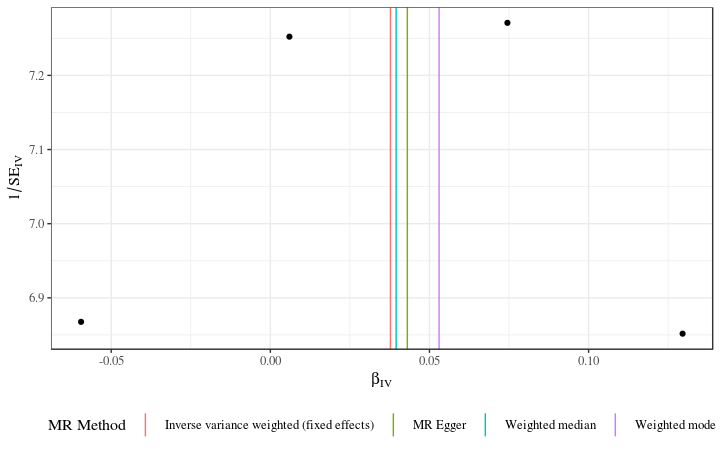 7.2
7.1
7.0
6.9
1/SE_IV
-0.05 0.00 0.05 0.10
β_IV
MR Method Inverse variance weighted (fixed effects) MR Egger Weighted median Weighted mode